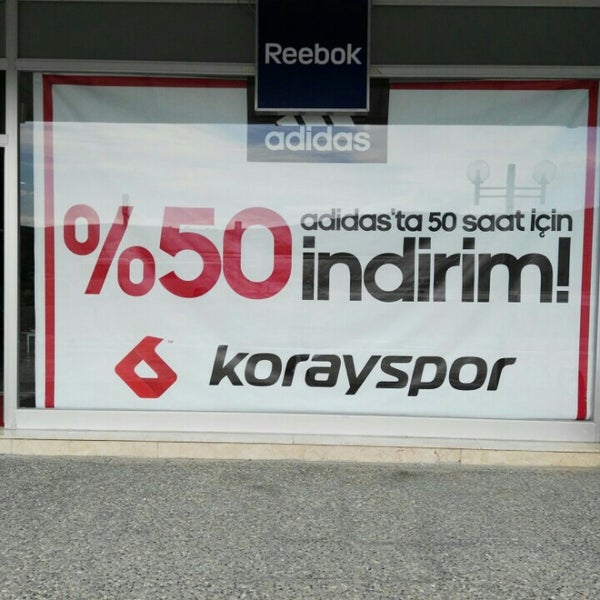 Reebok
adidas
%50 adidas'ta 50 saat için
indirim!
korayspor